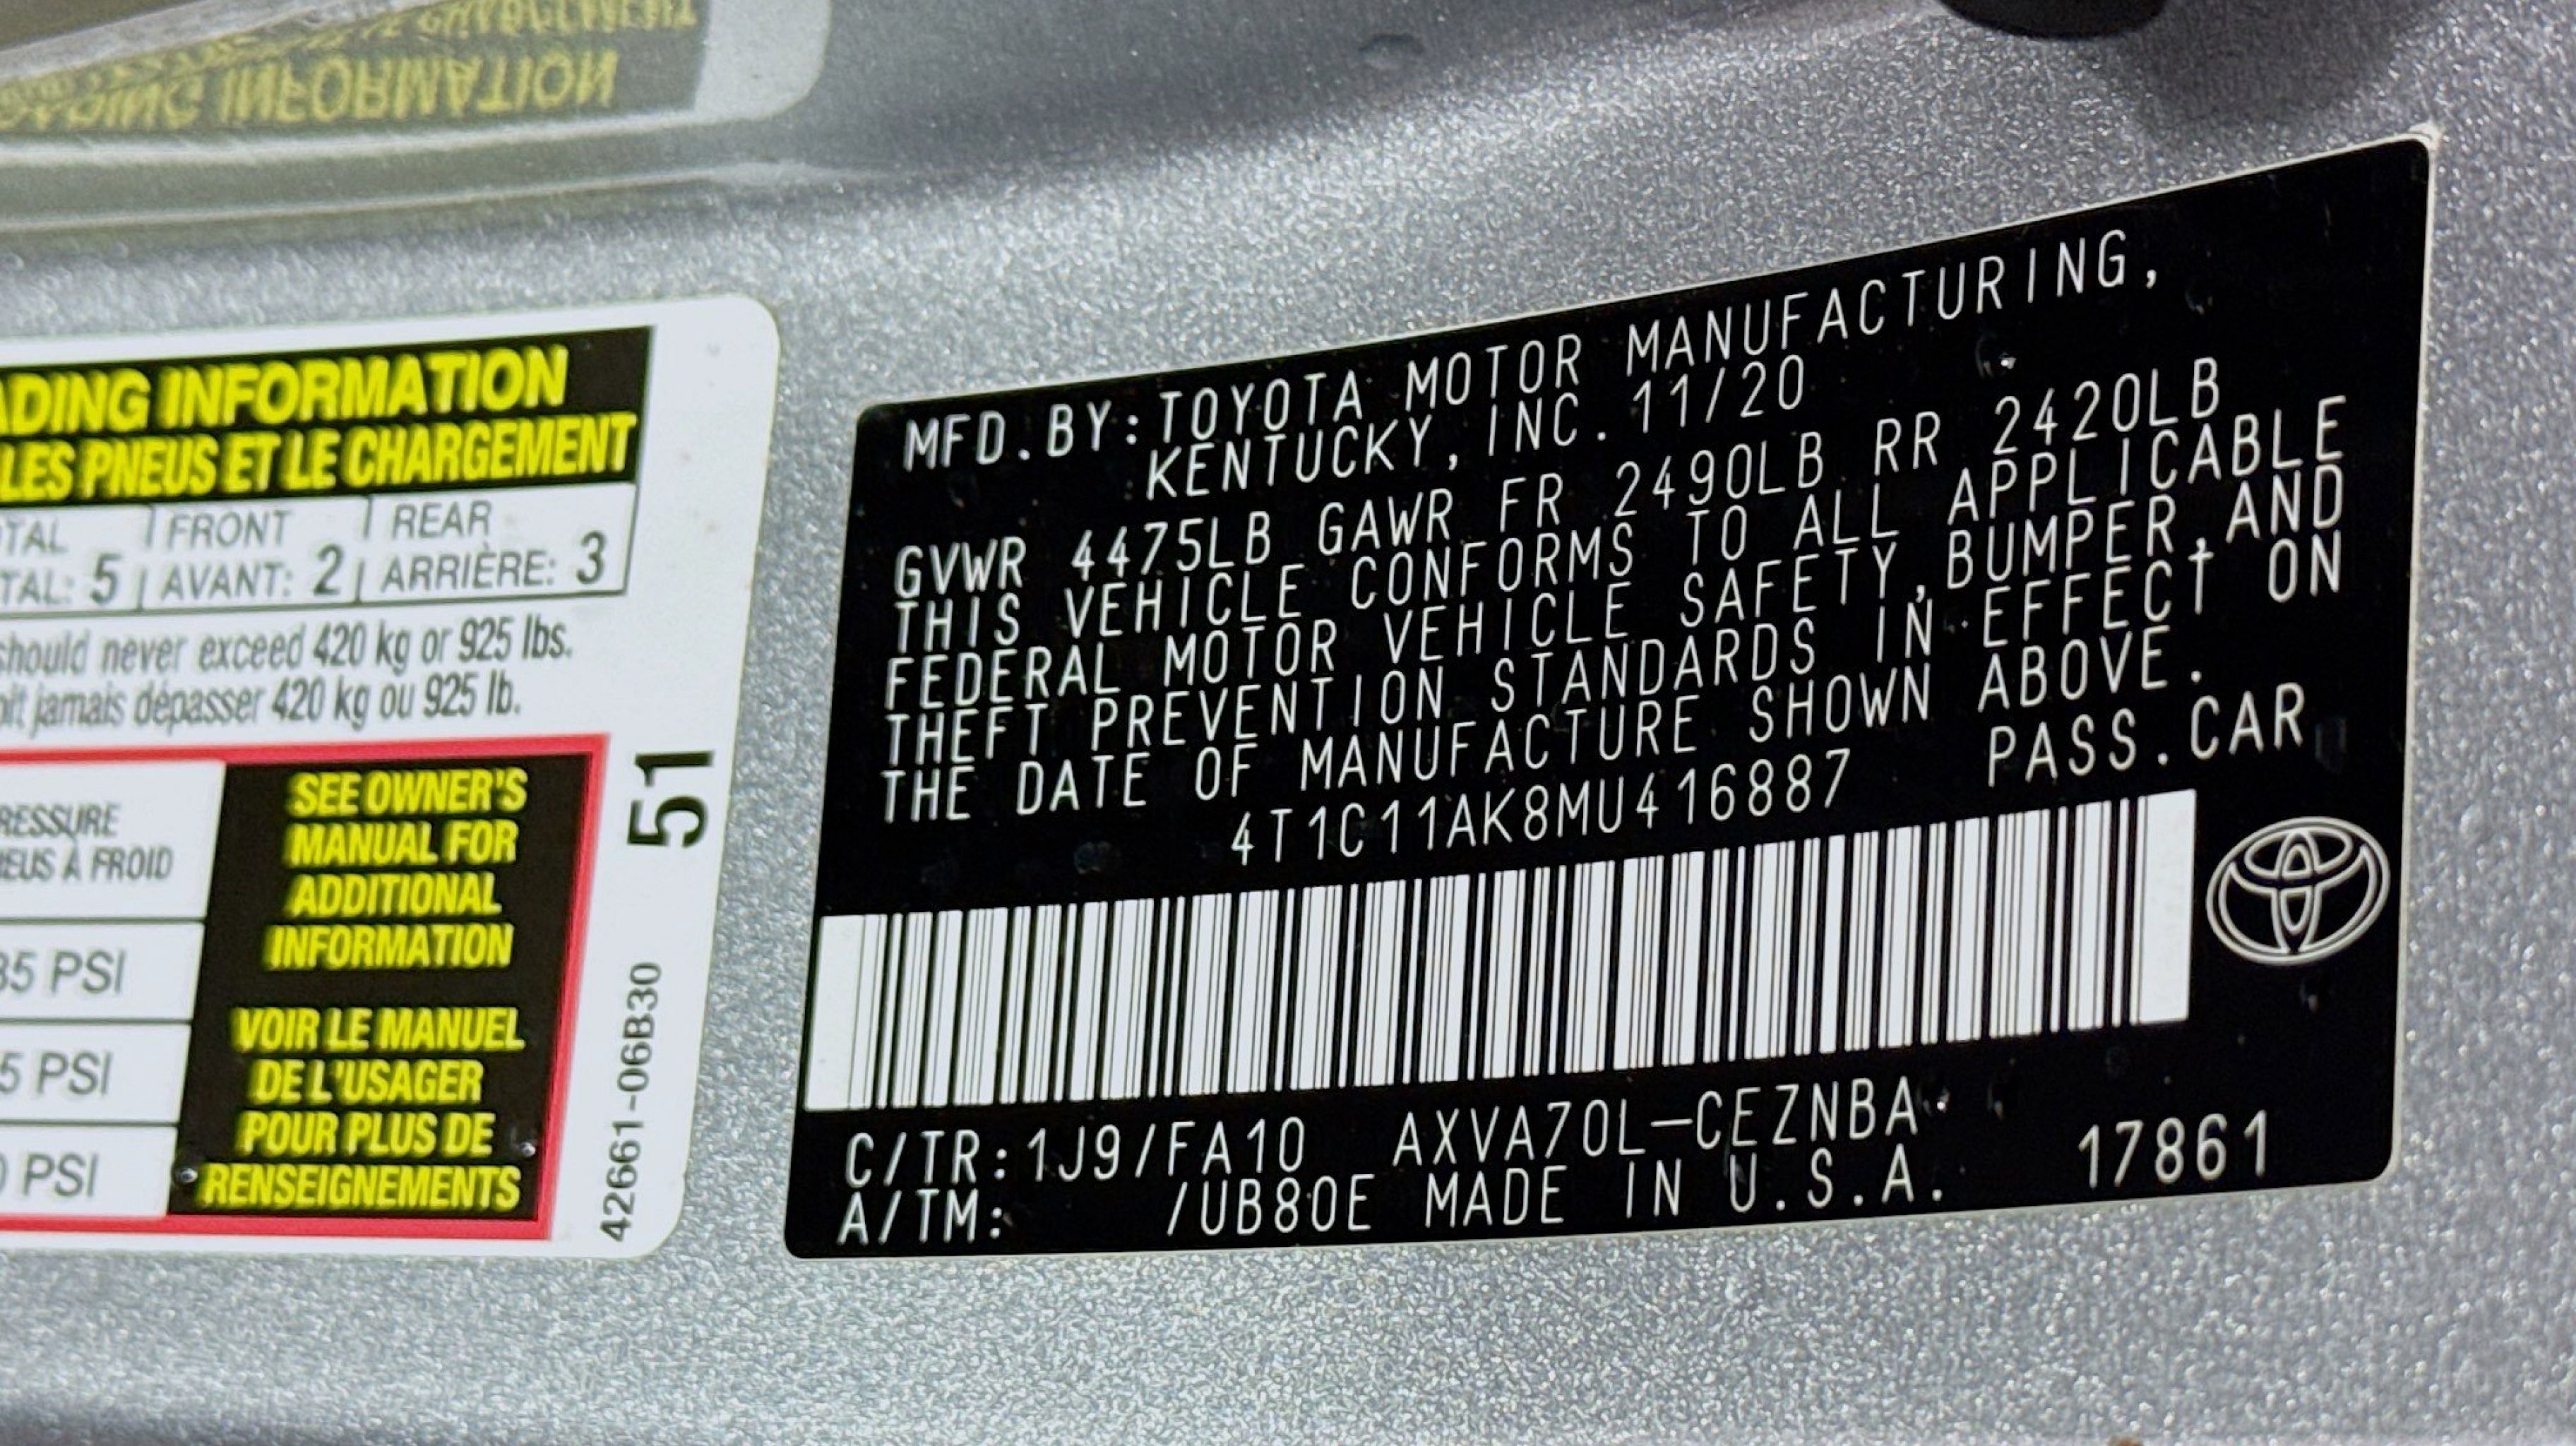 ADING INFORMATION
LES PNEUS ET LE CHARGEMENT
TAL FRONT REAR
TAL: 5 AVANT: 2 ARRIÈRE: 3
should never exceed 420 kg or 925 lbs.
oit jamais dépasser 420 kg ou 925 lb.
RESSURE
NEUS À FROID
35 PSI
5 PSI
0 PSI
SEE OWNER'S
MANUAL FOR
ADDITIONAL
INFORMATION
VOIR LE MANUEL
DE L'USAGER
POUR PLUS DE
RENSEIGNEMENTS
51
42661-06B30
MFD.BY:TOYOTA MOTOR MANUFACTURING,
KENTUCKY,INC.11/20
GVWR 4475LB GAWR FR 2490LB RR 2420LB
THIS VEHICLE CONFORMS TO ALL APPLICABLE
FEDERAL MOTOR VEHICLE SAFETY,BUMPER,AND
THEFT PREVENTION STANDARDS IN EFFECT ON
THE DATE OF MANUFACTURE SHOWN ABOVE.
4T1C11AK8MU416887 PASS.CAR
C/TR:1J9/FA10 AXVA70L-CEZNBA
A/TM: /UB80E MADE IN U.S.A. 17861